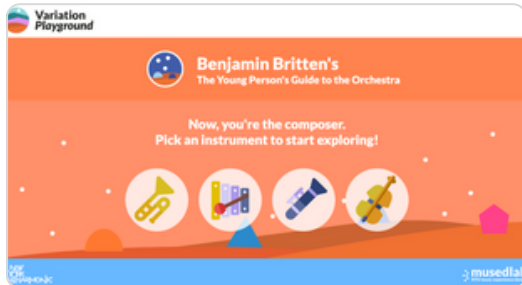 Variation
Playground
Benjamin Britten's
The Young Person's Guide to the Orchestra
Now, you're the composer.
Pick an instrument to start exploring!
musedlab